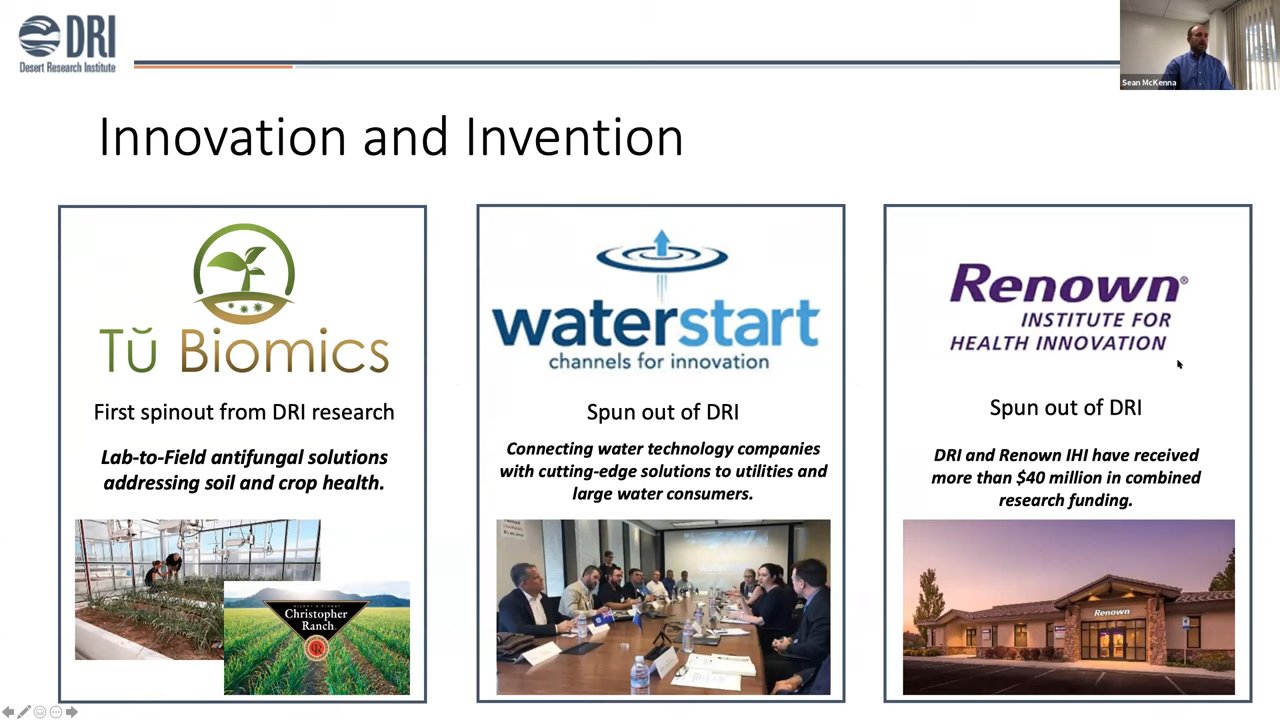 DRI
Desert Research Institute
Sean McKenna
Innovation and Invention
Tŭ Biomics
First spinout from DRI research
Lab-to-Field antifungal solutions
addressing soil and crop health.
Christopher
Ranch
waterstart
channels for innovation
Spun out of DRI
Connecting water technology companies
with cutting-edge solutions to utilities and
large water consumers.
Renown®
INSTITUTE FOR
HEALTH INNOVATION
Spun out of DRI
DRI and Renown IHI have received
more than $40 million in combined
research funding.
Renown